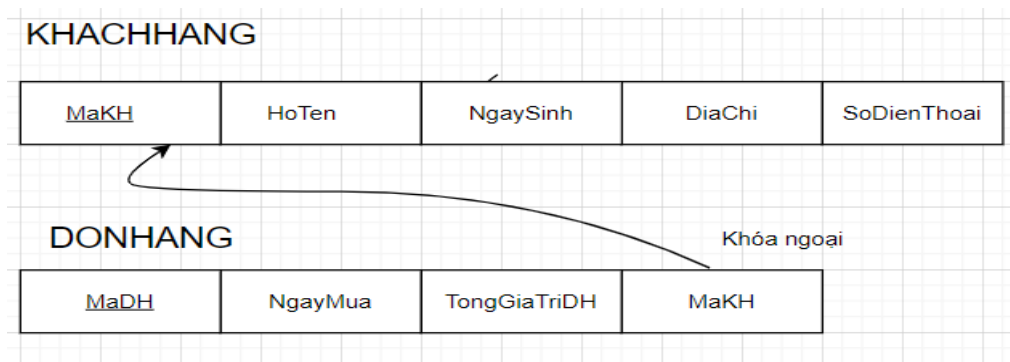 KHACHHANG
MaKH HoTen NgaySinh DiaChi SoDienThoai
DONHANG
Khóa ngoại
MaDH NgayMua TongGiaTriDH MaKH